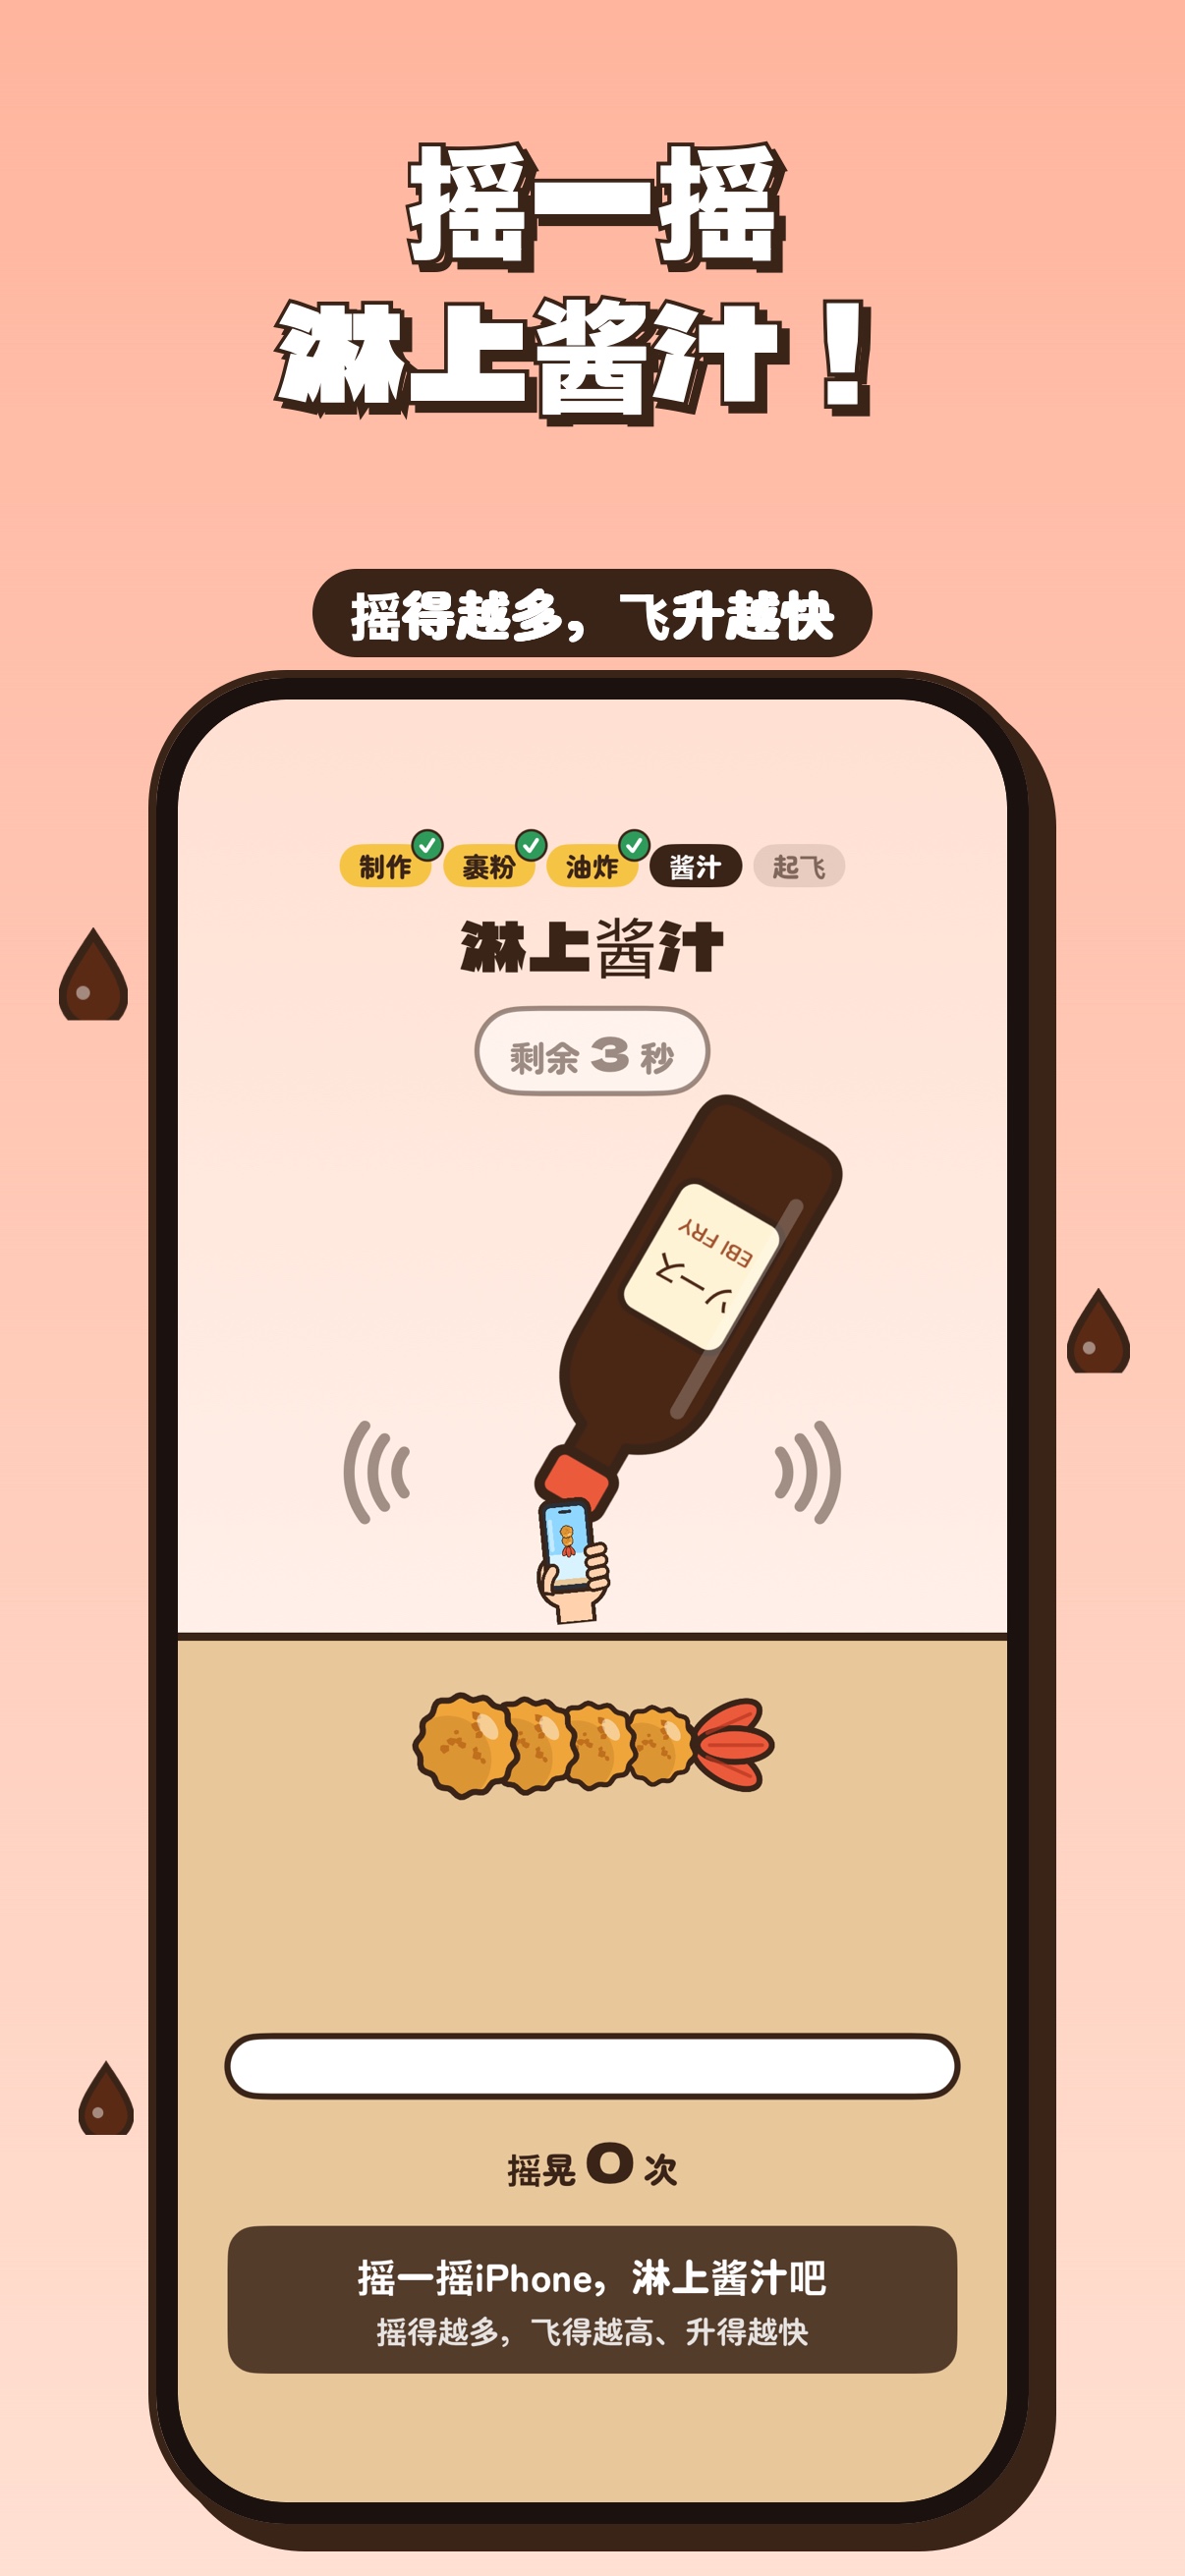 摇一摇
淋上酱汁！
摇得越多，飞升越快
制作 裹粉 油炸 酱汁 起飞
淋上酱汁
剩余 3 秒
EBI FRY
ソース
摇晃 0 次
摇一摇iPhone，淋上酱汁吧
摇得越多，飞得越高、升得越快